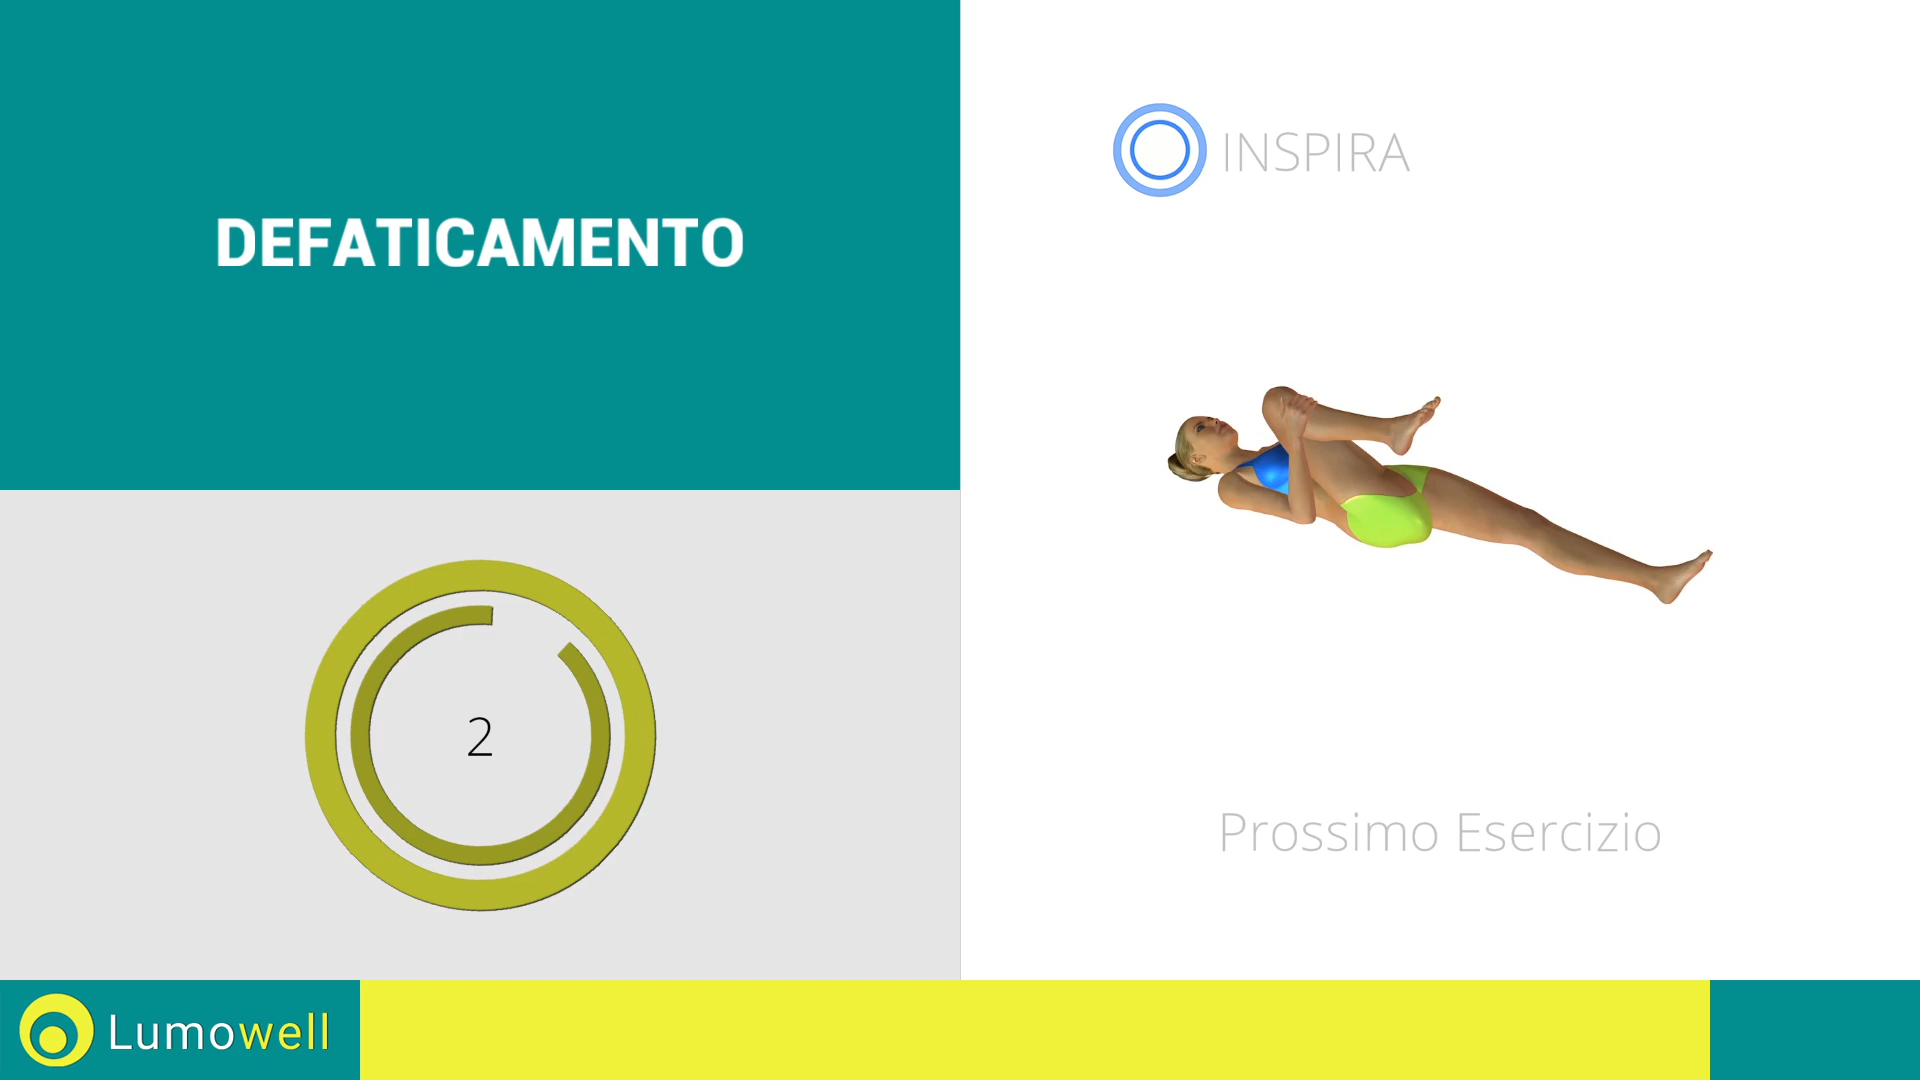 DEFATICAMENTO
INSPIRA
2
Prossimo Esercizio
Lumowell